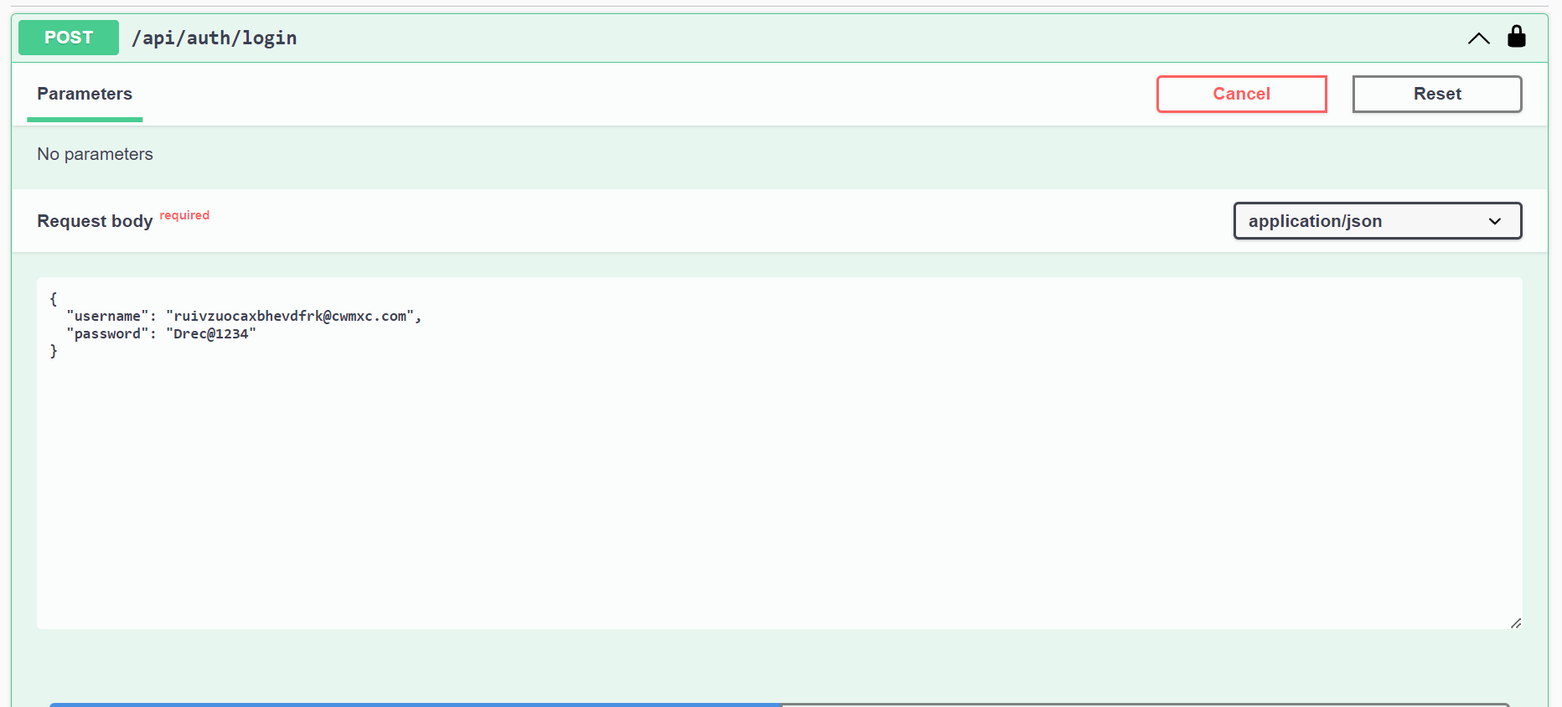 POST /api/auth/login
Parameters
Cancel
Reset
No parameters
Request body required
application/json
{
  "username": "ruivzuocaxbhevdfrk@cwmxc.com",
  "password": "Drec@1234"
}